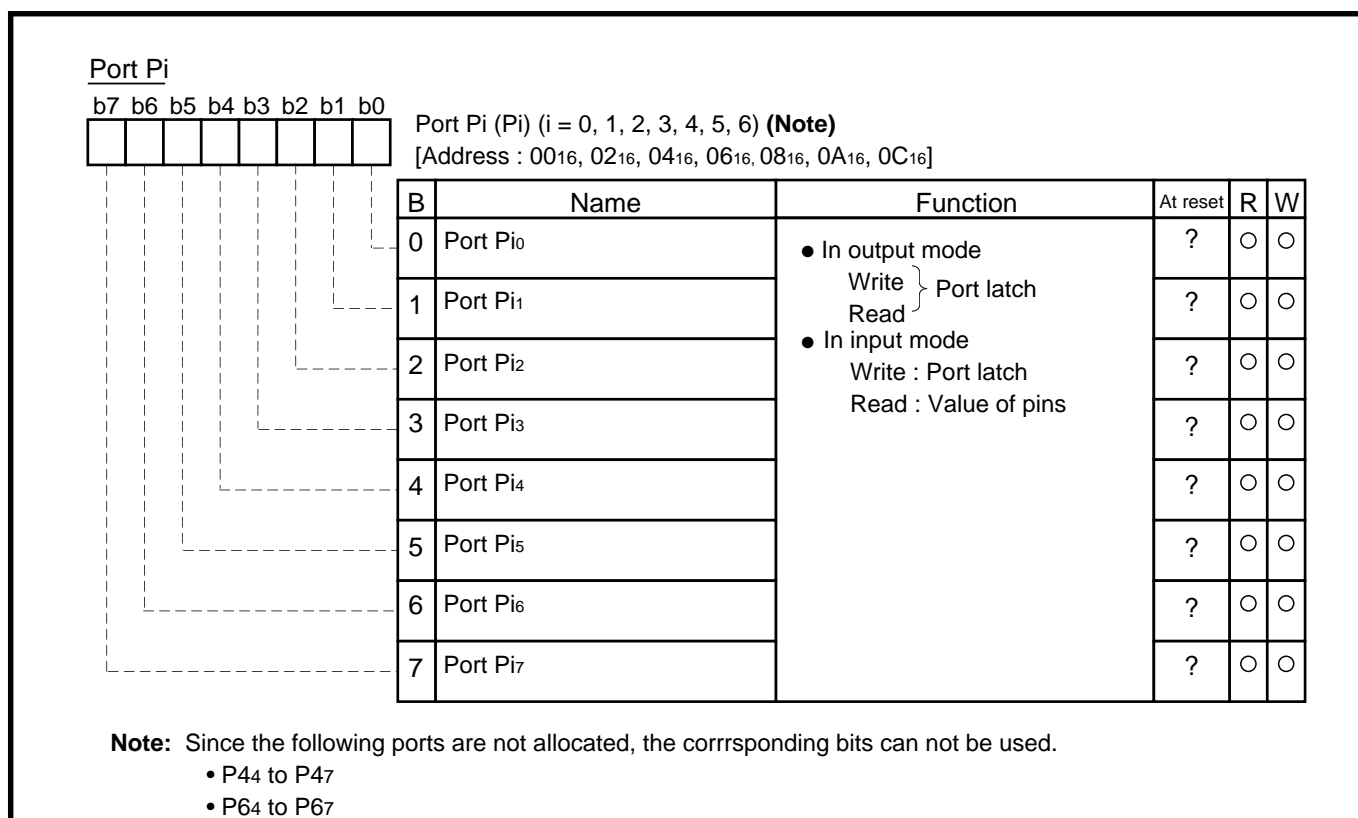 Port Pi
b7 b6 b5 b4 b3 b2 b1 b0
Port Pi (Pi) (i = 0, 1, 2, 3, 4, 5, 6) (Note)
[Address : 0016, 0216, 0416, 0616, 0816, 0A16, 0C16]
B Name Function At reset R W
0 Port Pi0 ? ○ ○
1 Port Pi1 ? ○ ○
2 Port Pi2 ? ○ ○
3 Port Pi3 ? ○ ○
4 Port Pi4 ? ○ ○
5 Port Pi5 ? ○ ○
6 Port Pi6 ? ○ ○
7 Port Pi7 ? ○ ○
● In output mode
Write
Port latch
Read
● In input mode
Write : Port latch
Read : Value of pins
Note: Since the following ports are not allocated, the corrrsponding bits can not be used.
• P44 to P47
• P64 to P67